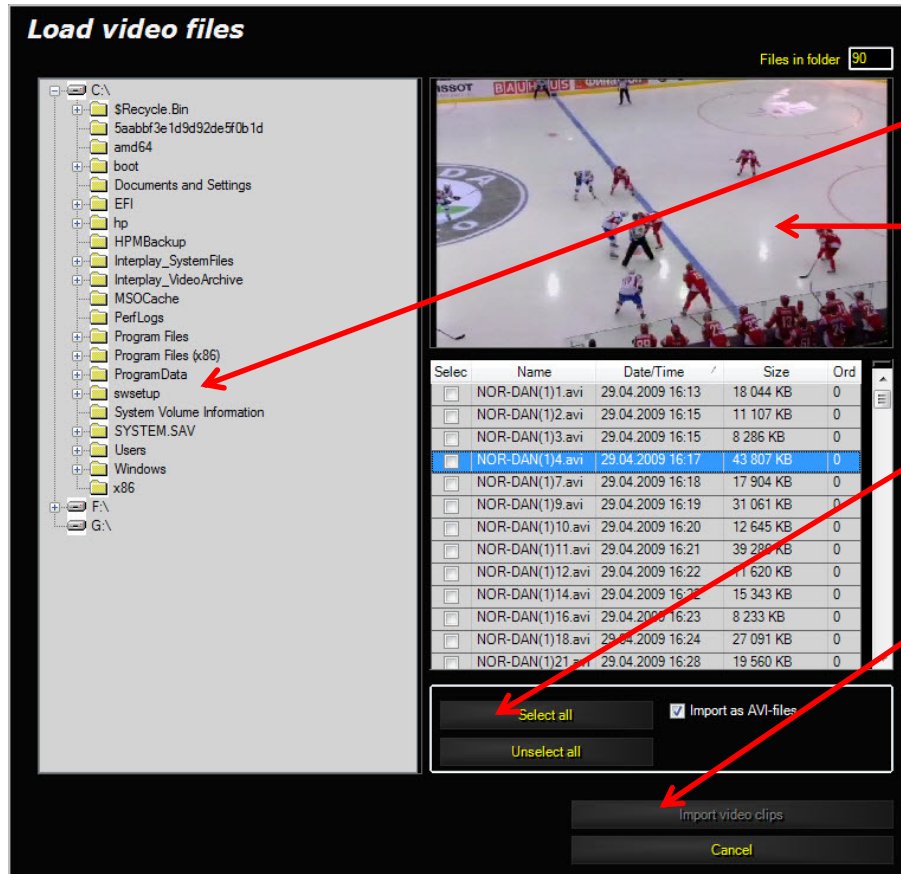 Load video files
Files in folder 90
C:\
$Recycle.Bin
5aabbf3e1d9d92de5f0b1d
amd64
boot
Documents and Settings
EFI
hp
HPMBackup
Interplay_SystemFiles
Interplay_VideoArchive
MSOCache
PerfLogs
Program Files
Program Files (x86)
ProgramData
swsetup
System Volume Information
SYSTEM.SAV
Users
Windows
x86
F:\
G:\
Selec Name Date/Time Size Ord
NOR-DAN(1)1.avi 29.04.2009 16:13 18 044 KB 0
NOR-DAN(1)2.avi 29.04.2009 16:15 11 107 KB 0
NOR-DAN(1)3.avi 29.04.2009 16:15 8 286 KB 0
NOR-DAN(1)4.avi 29.04.2009 16:17 43 807 KB 0
NOR-DAN(1)7.avi 29.04.2009 16:18 17 904 KB 0
NOR-DAN(1)9.avi 29.04.2009 16:19 31 061 KB 0
NOR-DAN(1)10.avi 29.04.2009 16:20 12 645 KB 0
NOR-DAN(1)11.avi 29.04.2009 16:21 39 286 KB 0
NOR-DAN(1)12.avi 29.04.2009 16:22 11 620 KB 0
NOR-DAN(1)14.avi 29.04.2009 16:22 15 343 KB 0
NOR-DAN(1)16.avi 29.04.2009 16:23 8 233 KB 0
NOR-DAN(1)18.avi 29.04.2009 16:24 27 091 KB 0
NOR-DAN(1)21.avi 29.04.2009 16:28 19 560 KB 0
Select all
Import as AVI-files
Unselect all
Import video clips
Cancel